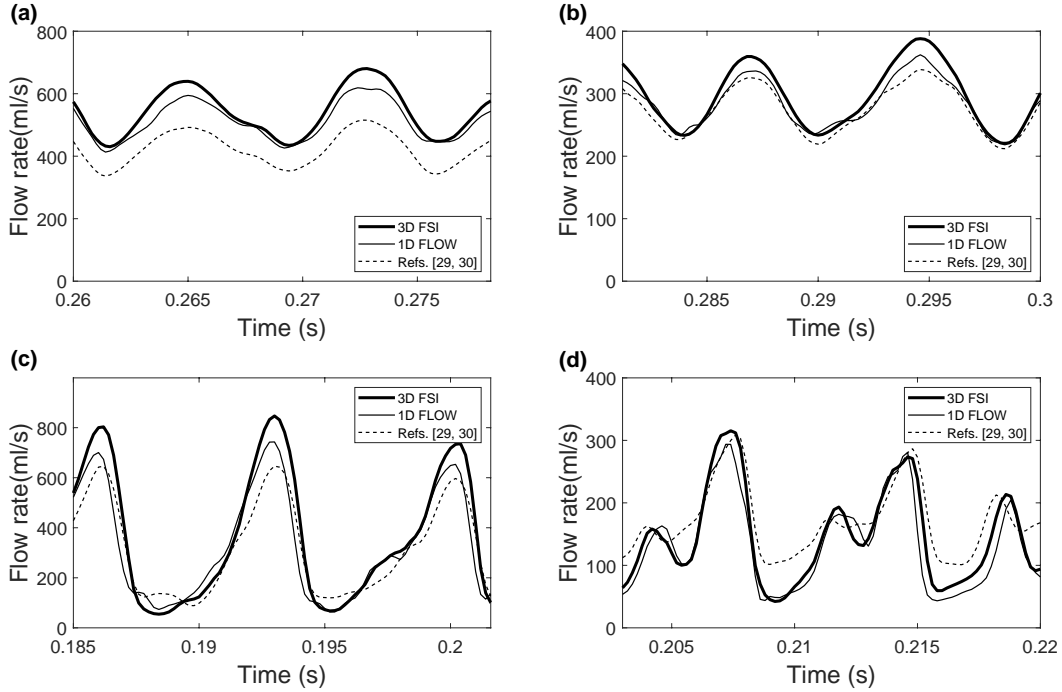 (a)
800
600
400
200
0
Flow rate(ml/s)
0.26
0.265
0.27
0.275
Time (s)
3D FSI
1D FLOW
Refs. [29, 30]
(b)
400
300
200
100
0
Flow rate(ml/s)
0.285
0.29
0.295
0.3
Time (s)
3D FSI
1D FLOW
Refs. [29, 30]
(c)
800
600
400
200
0
Flow rate(ml/s)
0.185
0.19
0.195
0.2
Time (s)
3D FSI
1D FLOW
Refs. [29, 30]
(d)
400
300
200
100
0
Flow rate(ml/s)
0.205
0.21
0.215
0.22
Time (s)
3D FSI
1D FLOW
Refs. [29, 30]